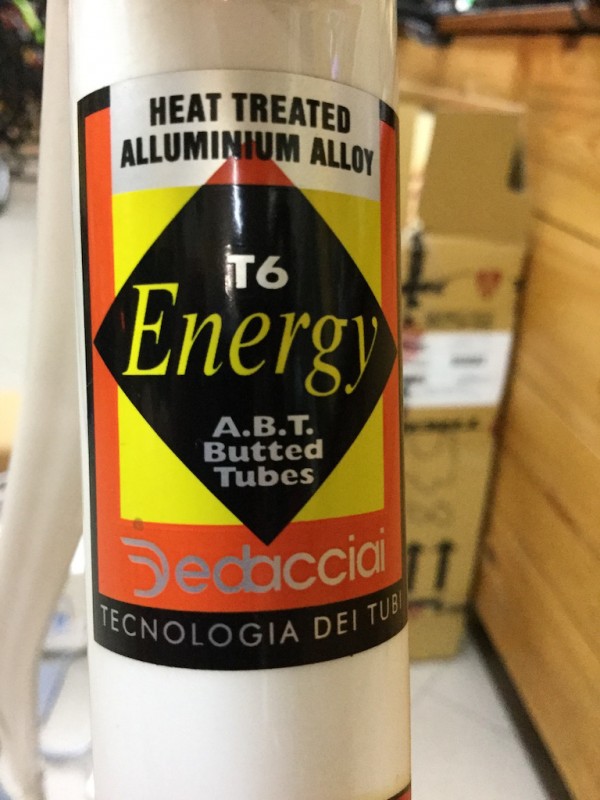 HEAT TREATED
ALLUMINIUM ALLOY
T6
Energy
A.B.T.
Butted
Tubes
Dedacciai
TECNOLOGIA DEI TUBI